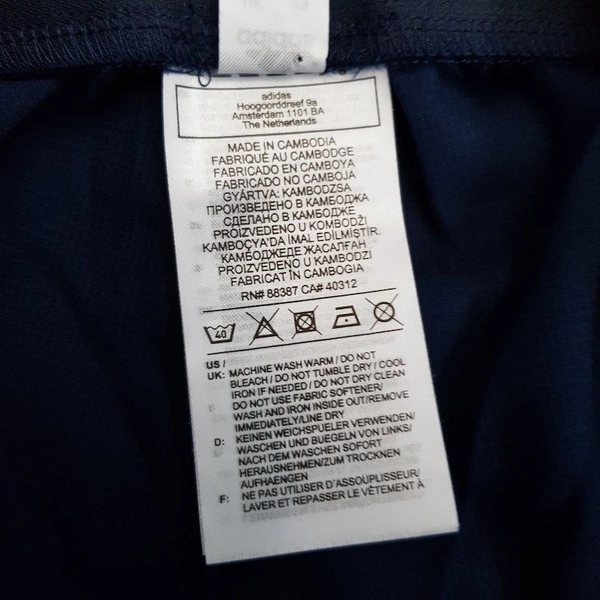 adidas
Hoogoorddreef 9a
Amsterdam 1101 BA
The Netherlands
MADE IN CAMBODIA
FABRIQUÉ AU CAMBODGE
FABRICADO EN CAMBOYA
FABRICADO NO CAMBOJA
GYÁRTVA: KAMBODZSA
ПРОИЗВЕДЕНО В КАМБОДЖА
СДЕЛАНО В КАМБОДЖЕ
PROIZVEDENO U KOMBODŽI
KAMBOÇYA'DA İMAL EDİLMİŞTİR.
КАМБОДЖЕДЕ ЖАСАЛҒАН
PROIZVEDENO U KAMBODŽI
FABRICAT ÎN CAMBOGIA
RN# 88387 CA# 40312
40
US /
UK: MACHINE WASH WARM / DO NOT
BLEACH / DO NOT TUMBLE DRY / COOL
IRON IF NEEDED / DO NOT DRY CLEAN
DO NOT USE FABRIC SOFTENER/
WASH AND IRON INSIDE OUT/REMOVE
IMMEDIATELY/LINE DRY
D: KEINEN WEICHSPUELER VERWENDEN/
WASCHEN UND BUEGELN VON LINKS/
NACH DEM WASCHEN SOFORT
HERAUSNEHMEN/ZUM TROCKNEN
AUFHAENGEN
F: NE PAS UTILISER D'ASSOUPLISSEUR/
LAVER ET REPASSER LE VÊTEMENT À